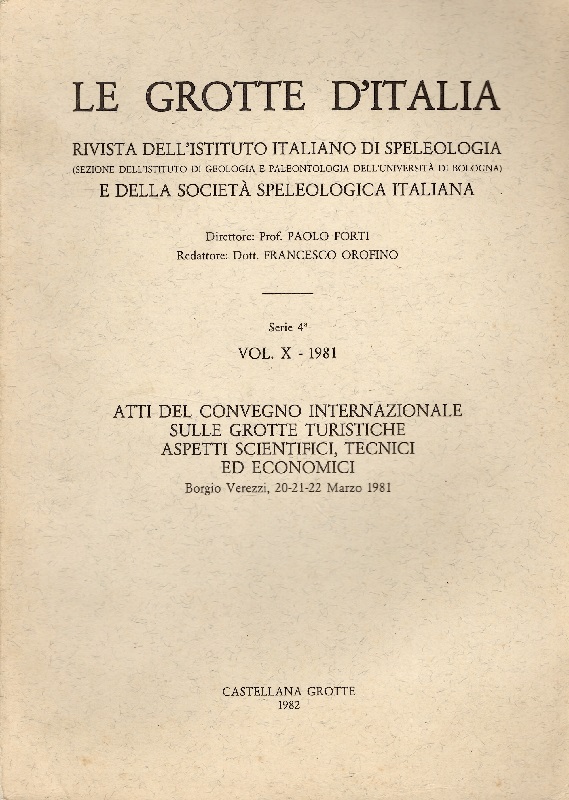 LE GROTTE D'ITALIA
RIVISTA DELL'ISTITUTO ITALIANO DI SPELEOLOGIA
(SEZIONE DELL'ISTITUTO DI GEOLOGIA E PALEONTOLOGIA DELL'UNIVERSITÀ DI BOLOGNA)
E DELLA SOCIETÀ SPELEOLOGICA ITALIANA
Direttore: Prof. PAOLO FORTI
Redattore: Dott. FRANCESCO OROFINO
Serie 4ª
VOL. X - 1981
ATTI DEL CONVEGNO INTERNAZIONALE
SULLE GROTTE TURISTICHE
ASPETTI SCIENTIFICI, TECNICI
ED ECONOMICI
Borgio Verezzi, 20-21-22 Marzo 1981
CASTELLANA GROTTE
1982